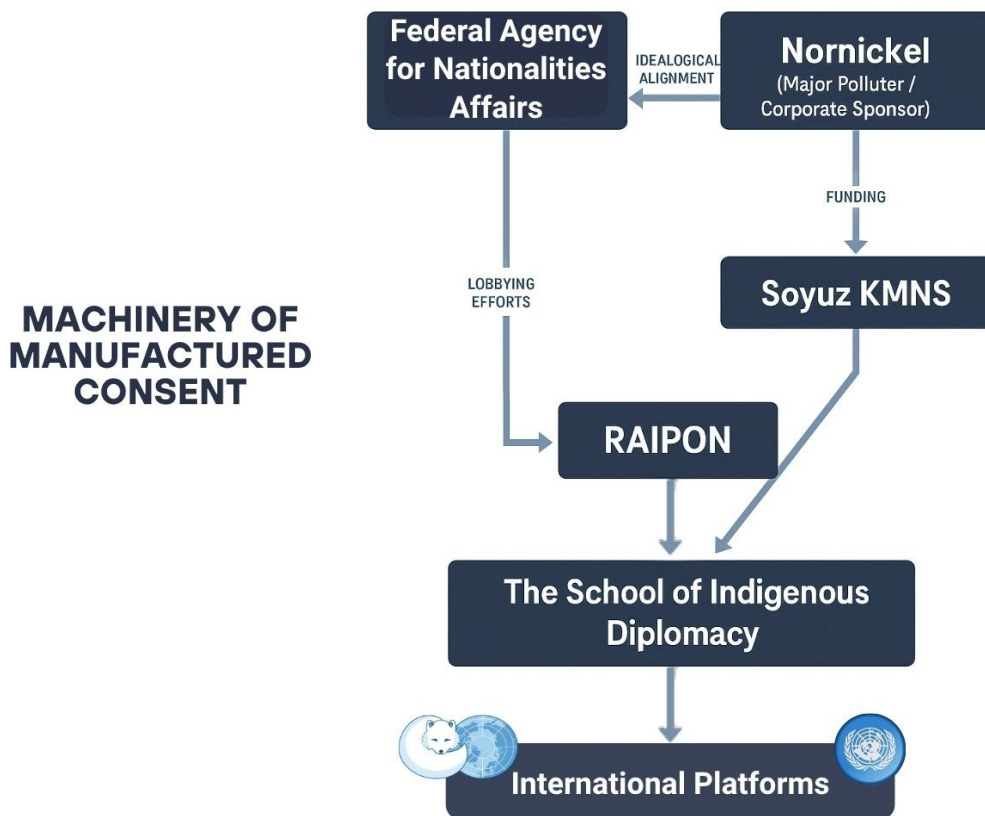 Federal Agency
for Nationalities
Affairs
IDEALOGICAL
ALIGNMENT
Nornickel
(Major Polluter /
Corporate Sponsor)
FUNDING
LOBBYING
EFFORTS
Soyuz KMNS
MACHINERY OF
MANUFACTURED
CONSENT
RAIPON
The School of Indigenous
Diplomacy
International Platforms